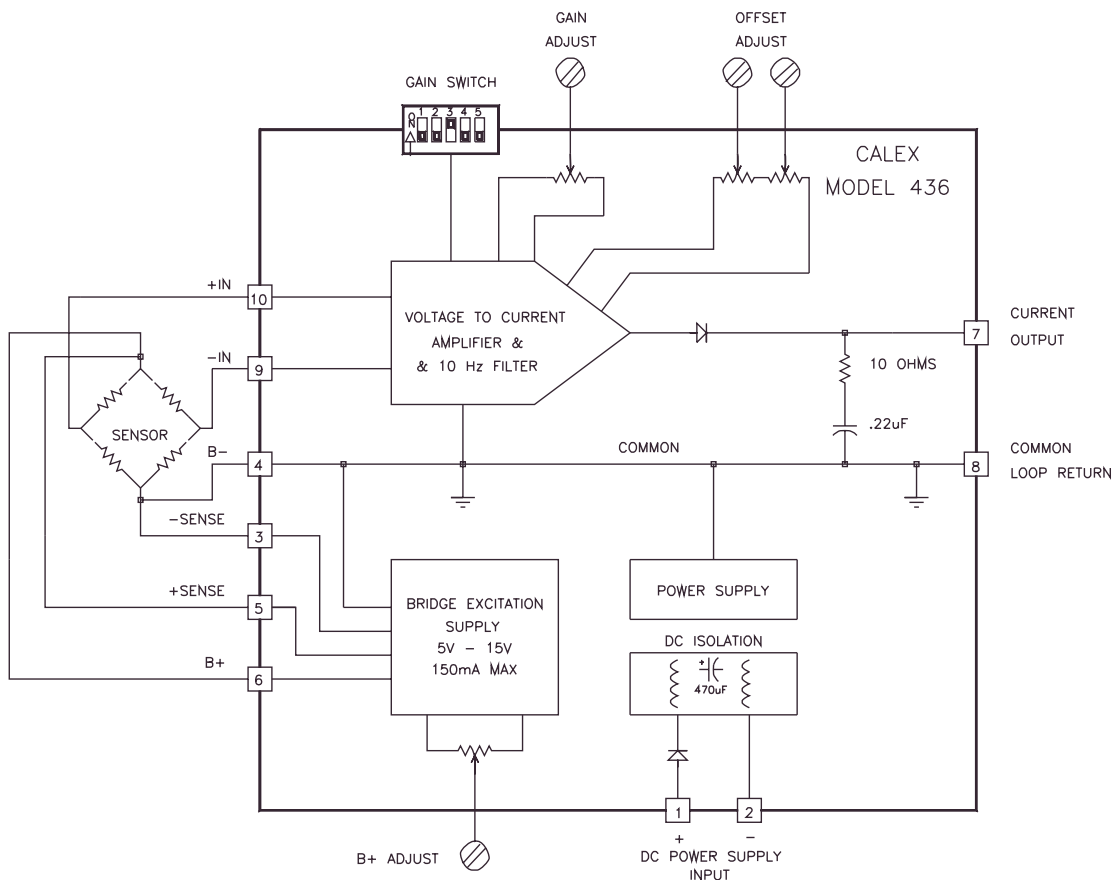 GAIN
ADJUST
OFFSET
ADJUST
GAIN SWITCH
ON
1 2 3 4 5
CALEX
MODEL 436
+IN
10
VOLTAGE TO CURRENT
AMPLIFIER &
& 10 Hz FILTER
7
CURRENT
OUTPUT
-IN
9
10 OHMS
SENSOR
.22uF
B-
4
COMMON
8
COMMON
LOOP RETURN
-SENSE
3
+SENSE
5
BRIDGE EXCITATION
SUPPLY
5V - 15V
150mA MAX
POWER SUPPLY
DC ISOLATION
B+
6
+
470uF
1
2
+
-
DC POWER SUPPLY
INPUT
B+ ADJUST